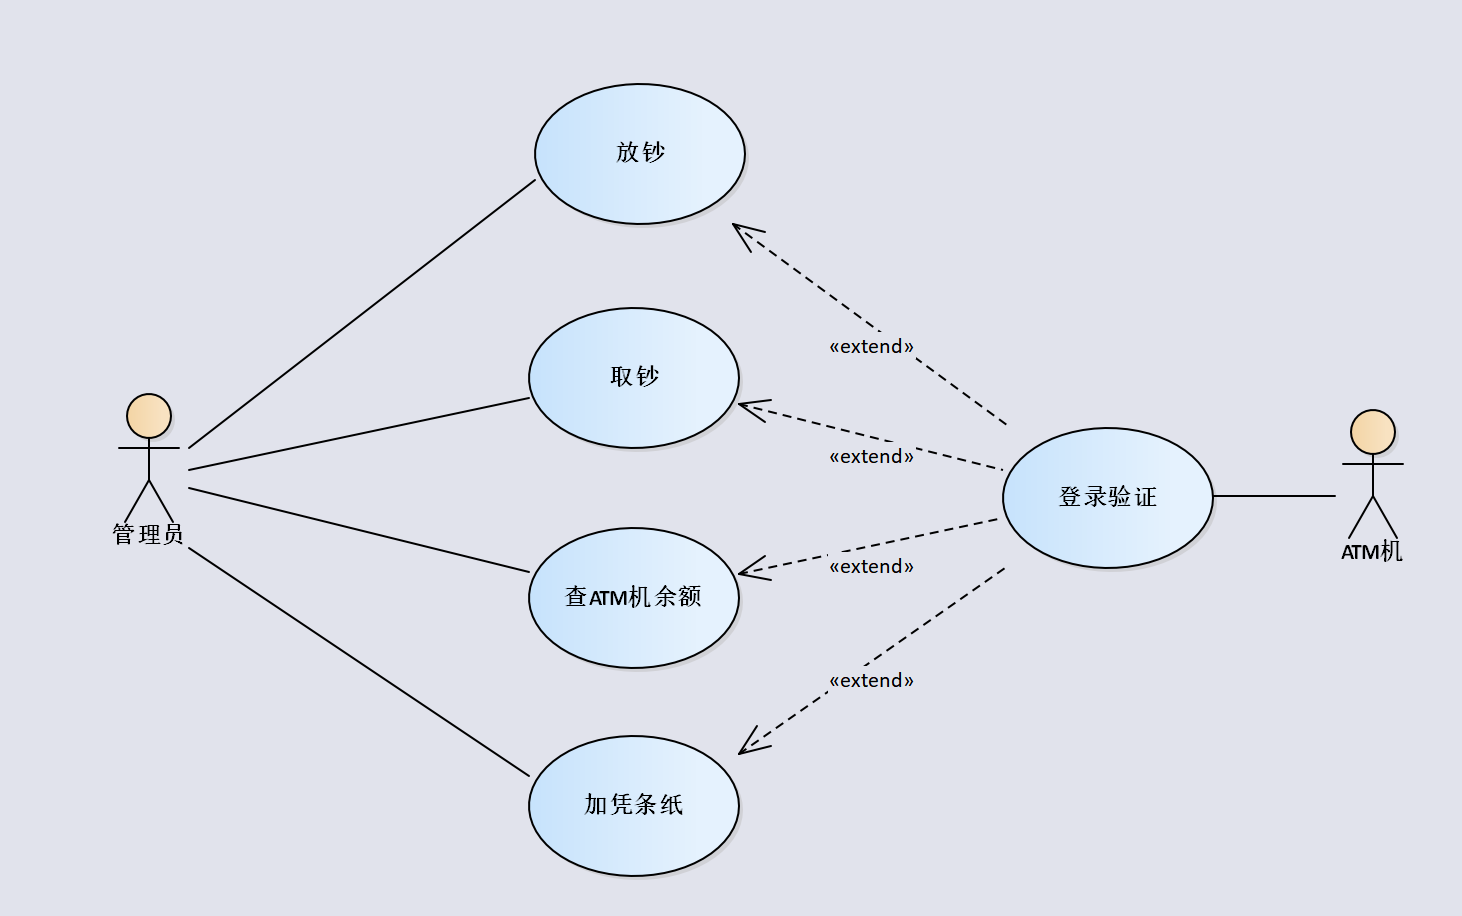 放钞
«extend»
取钞
«extend»
登录验证
管理员
ATM机
«extend»
查ATM机余额
«extend»
加凭条纸